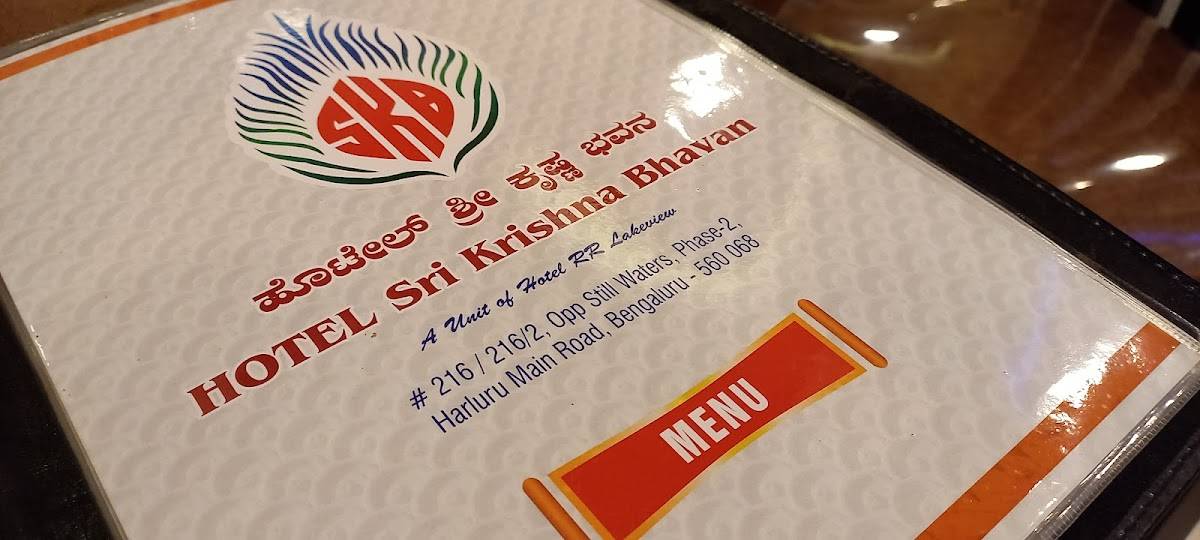 SKB
ಹೊಟೇಲ್ ಶ್ರೀ ಕೃಷ್ಣ ಭವನ
HOTEL Sri Krishna Bhavan
A Unit of Hotel RR Lakeview
# 216 / 216/2, Opp Still Waters, Phase-2,
Harluru Main Road, Bengaluru - 560 068
MENU